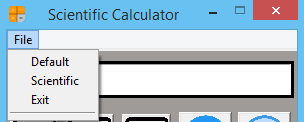 Scientific Calculator
File
Default
Scientific
Exit